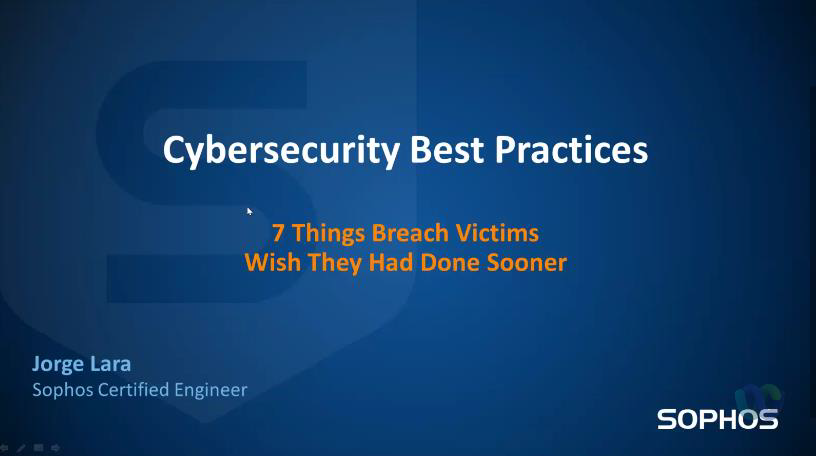 Cybersecurity Best Practices
7 Things Breach Victims
Wish They Had Done Sooner
Jorge Lara
Sophos Certified Engineer
SOPHOS